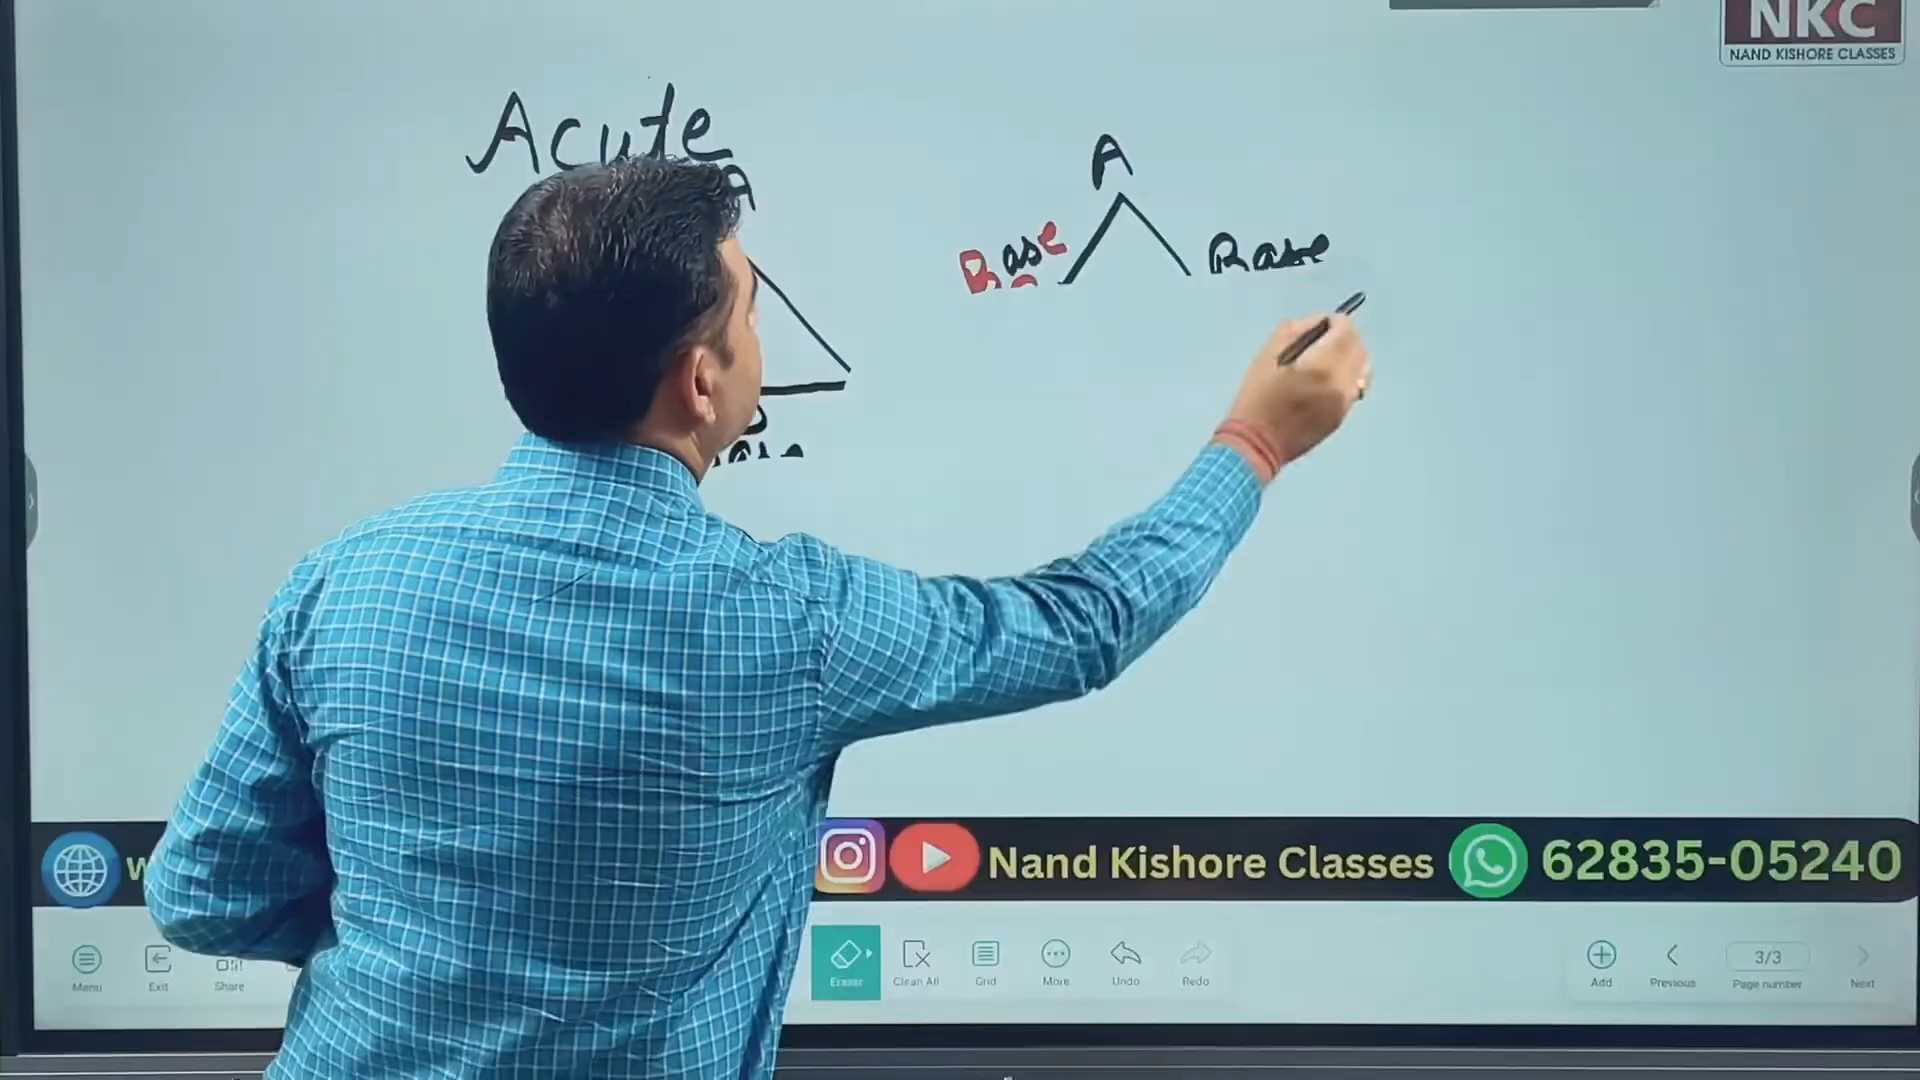 NKC
NAND KISHORE CLASSES
Acute
A
A
Base
Base
Nand Kishore Classes
62835-05240
Menu
Exit
Share
Eraser
Clean All
Grid
More
Undo
Redo
Add
Previous
3/3
Page number
Next